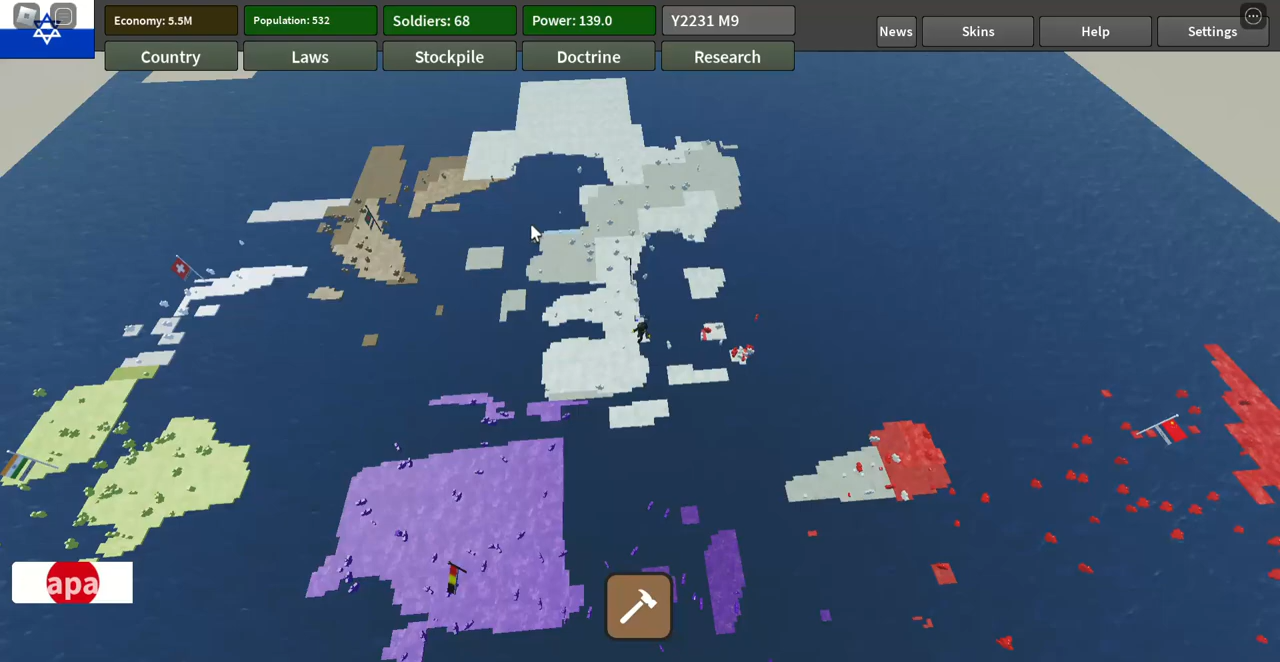 Economy: 5.5M
Population: 532
Soldiers: 68
Power: 139.0
Y2231 M9
News
Skins
Help
Settings
Country
Laws
Stockpile
Doctrine
Research
apa